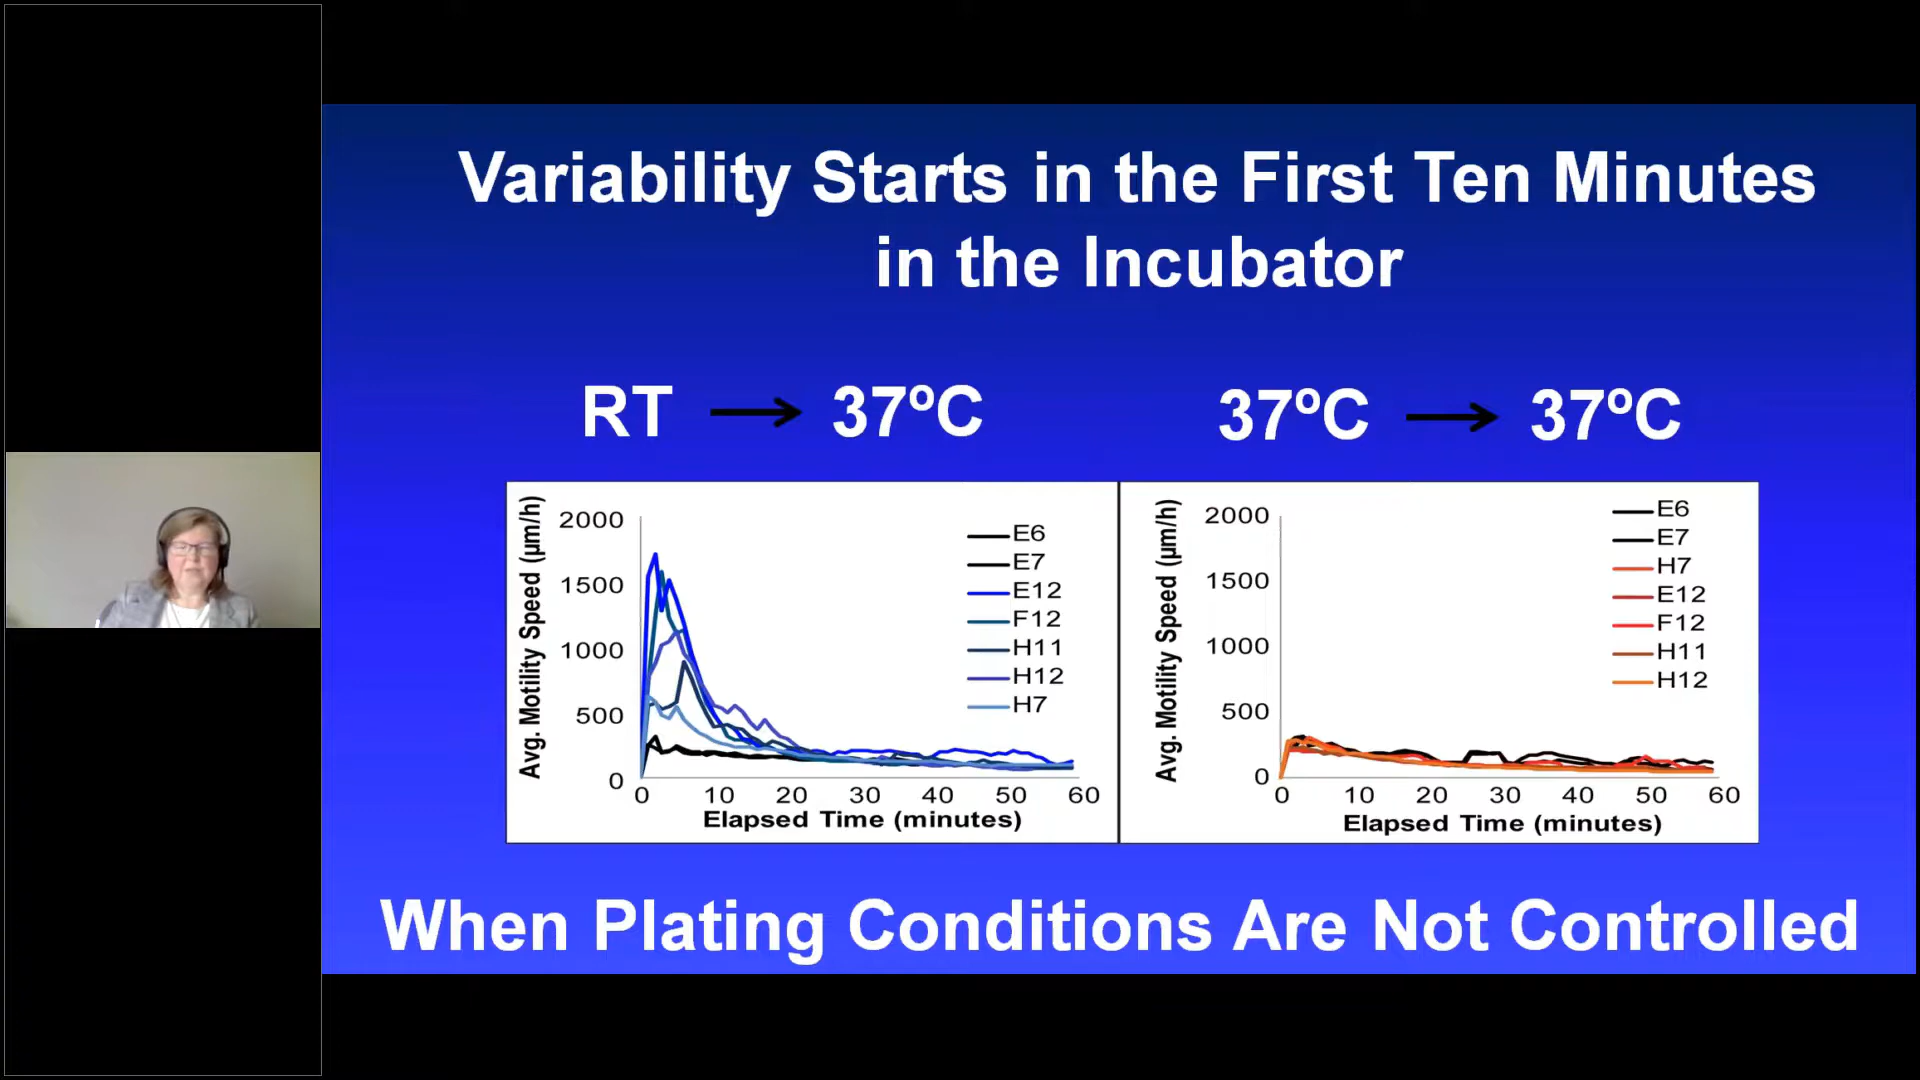 Variability Starts in the First Ten Minutes
in the Incubator
RT → 37ºC
37ºC → 37ºC
Avg. Motility Speed (µm/h)
2000
1500
1000
500
0
0 10 20 30 40 50 60
Elapsed Time (minutes)
E6
E7
E12
F12
H11
H12
H7
Avg. Motility Speed (µm/h)
2000
1500
1000
500
0
0 10 20 30 40 50 60
Elapsed Time (minutes)
E6
E7
H7
E12
F12
H11
H12
When Plating Conditions Are Not Controlled